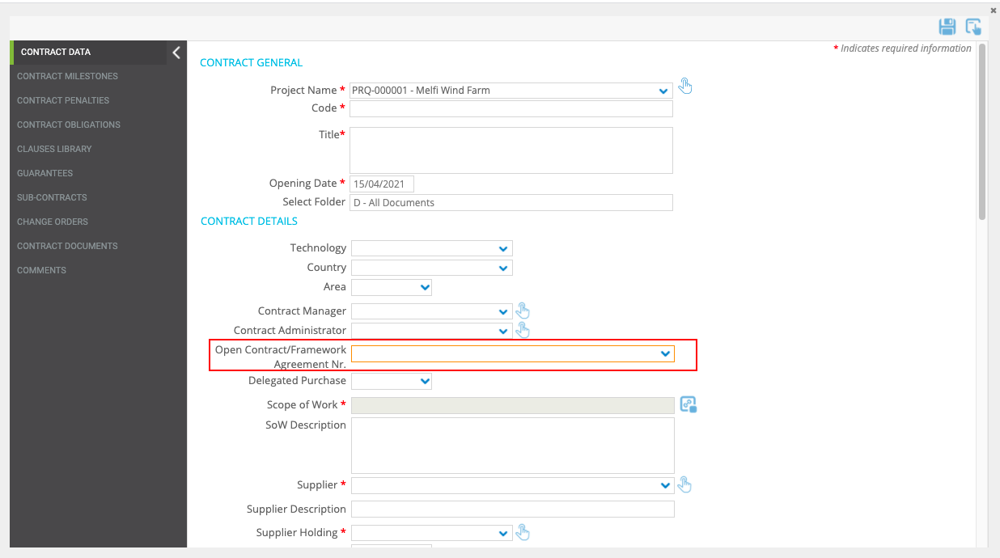 * Indicates required information
CONTRACT DATA
CONTRACT MILESTONES
CONTRACT PENALTIES
CONTRACT OBLIGATIONS
CLAUSES LIBRARY
GUARANTEES
SUB-CONTRACTS
CHANGE ORDERS
CONTRACT DOCUMENTS
COMMENTS
CONTRACT GENERAL
Project Name * PRQ-000001 - Melfi Wind Farm
Code *
Title*
Opening Date * 15/04/2021
Select Folder D - All Documents
CONTRACT DETAILS
Technology
Country
Area
Contract Manager
Contract Administrator
Open Contract/Framework
Agreement Nr.
Delegated Purchase
Scope of Work *
SoW Description
Supplier *
Supplier Description
Supplier Holding *